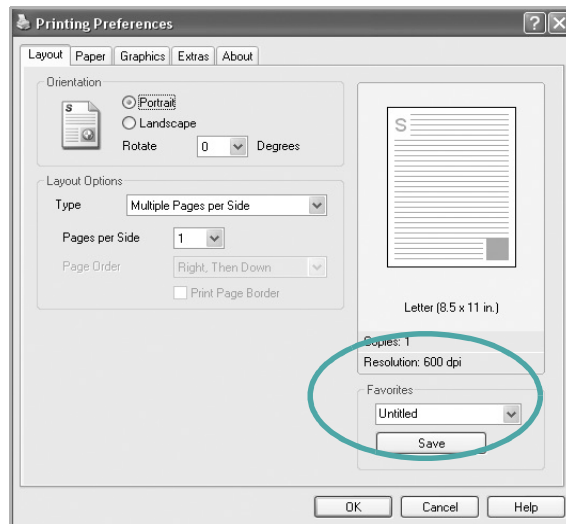 Printing Preferences
Layout Paper Graphics Extras About
Orientation
S
Portrait
Landscape
Rotate 0 Degrees
Layout Options
Type Multiple Pages per Side
Pages per Side 1
Page Order Right, Then Down
Print Page Border
S
Letter (8.5 x 11 in.)
Copies: 1
Resolution: 600 dpi
Favorites
Untitled
Save
OK Cancel Help